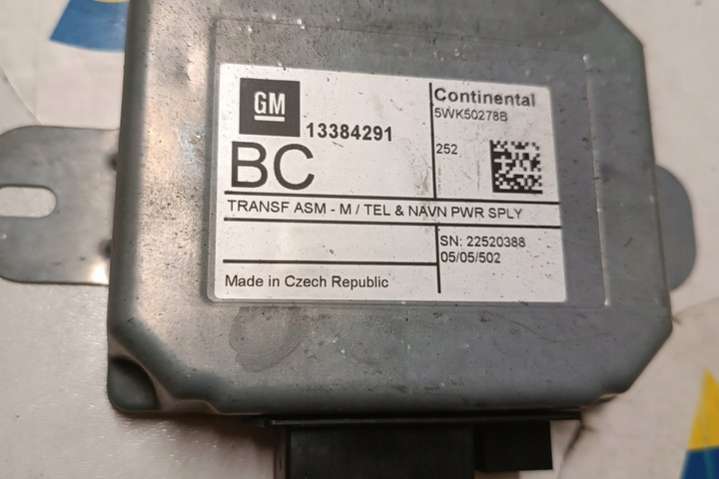 GM
13384291
BC
Continental
5WK50278B
252
TRANSF ASM - M / TEL & NAVN PWR SPLY
SN: 22520388
05/05/502
Made in Czech Republic